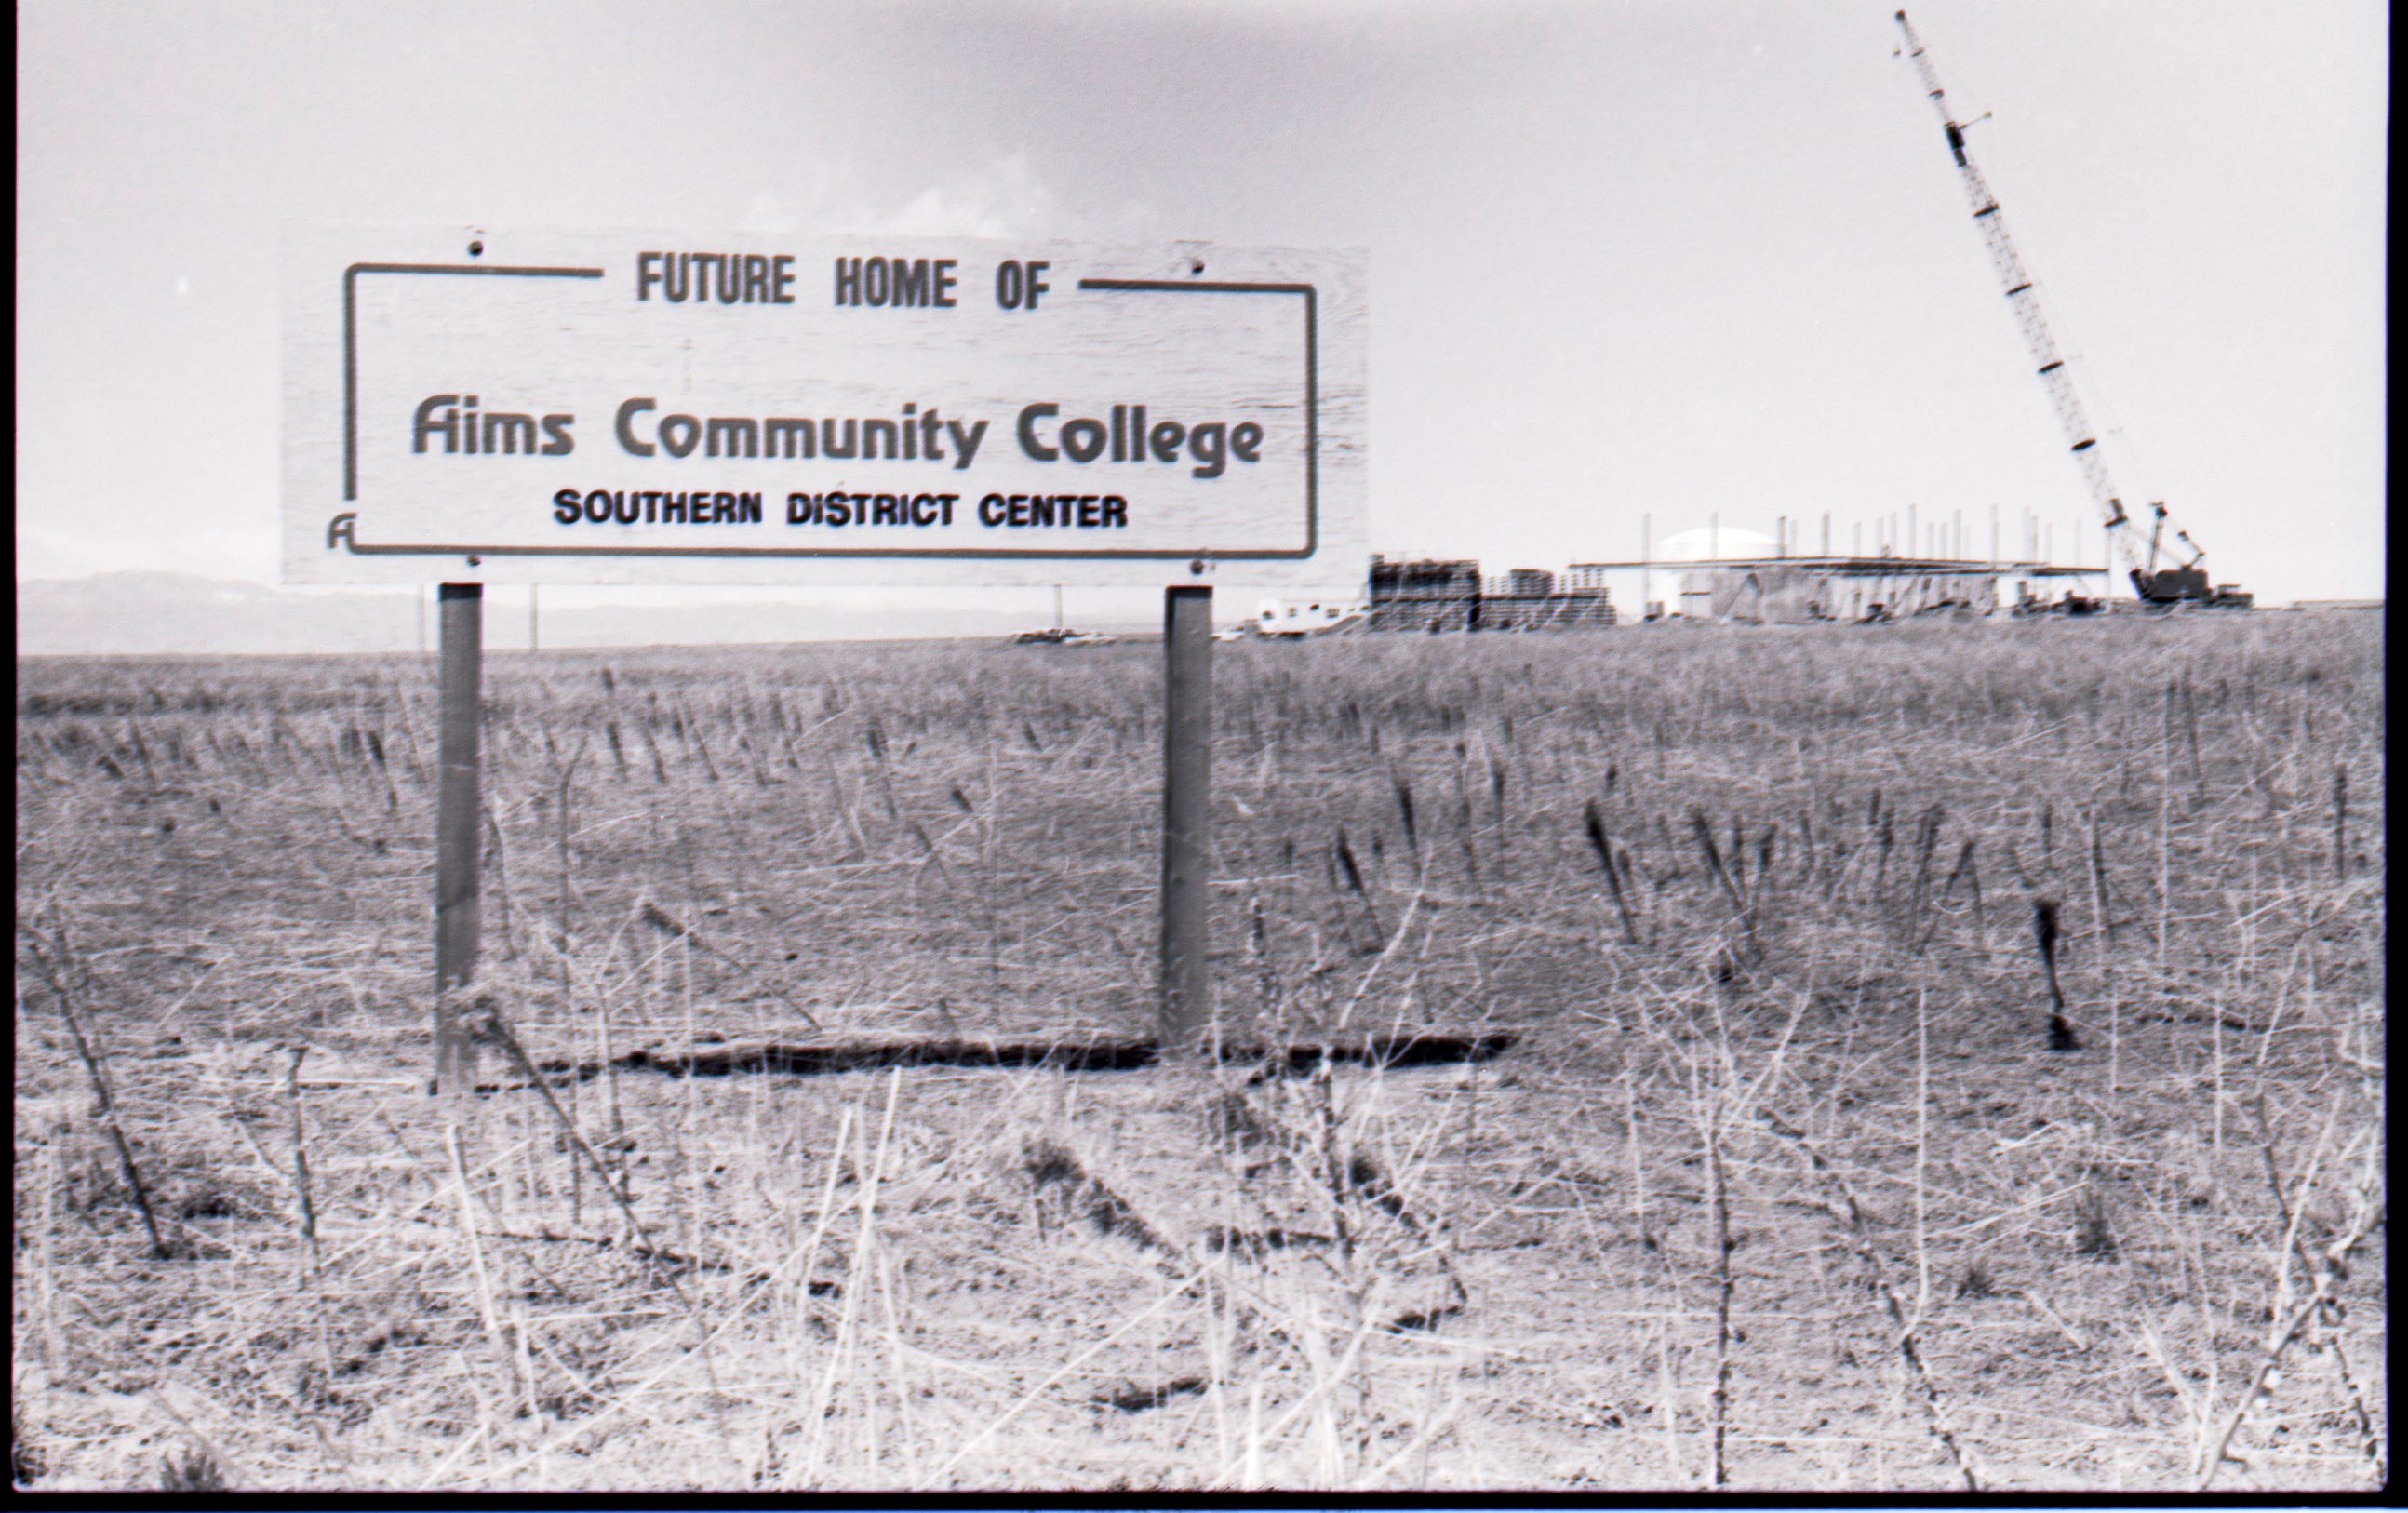 FUTURE HOME OF
Aims Community College
SOUTHERN DISTRICT CENTER
A